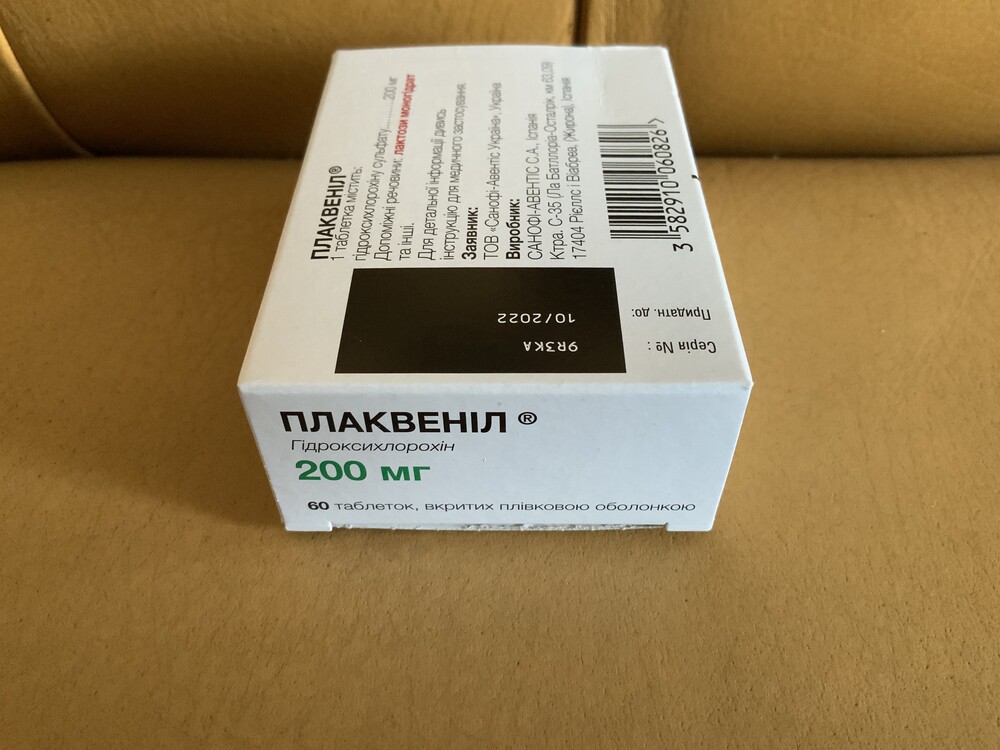 ПЛАКВЕНІЛ®
1 таблетка містить:
гідроксихлорохіну сульфату............200 мг
Допоміжні речовини: лактози моногідрат
та інші.
Для детальної інформації дивись
інструкцію для медичного застосування.
Заявник:
ТОВ «Санофі-Авентіс Україна», Україна
Виробник:
САНОФІ-АВЕНТІС С.А., Іспанія
Ктра. С-35 (Ла Батллоріа-Осталрік, км 63,09)
17404 Ріеллс і Віабреа, (Жирона), Іспанія
3 582910 060826 >
Серія № : 9R3KA
Придатн. до: 10/2022
ПЛАКВЕНІЛ ®
Гідроксихлорохін
200 мг
60 таблеток, вкритих плівковою оболонкою